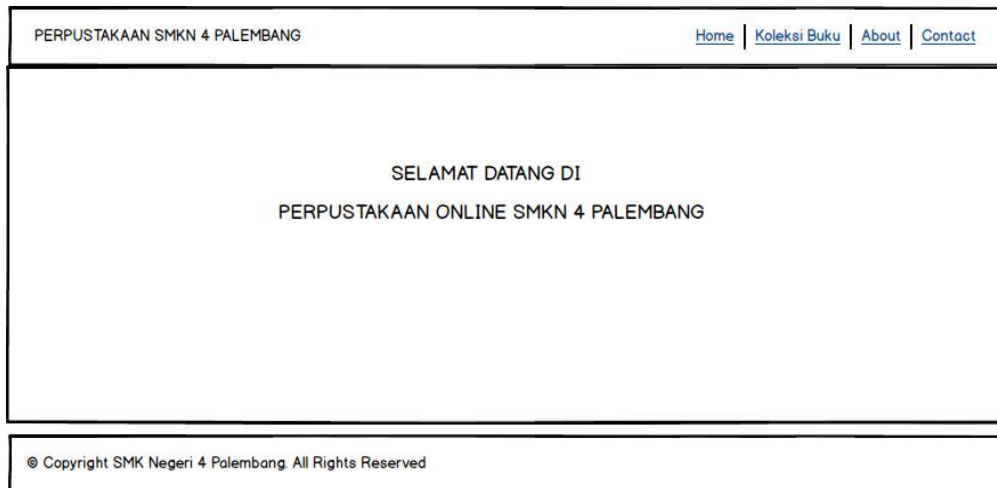 PERPUSTAKAAN SMKN 4 PALEMBANG
Home | Koleksi Buku | About | Contact
SELAMAT DATANG DI
PERPUSTAKAAN ONLINE SMKN 4 PALEMBANG
© Copyright SMK Negeri 4 Palembang. All Rights Reserved